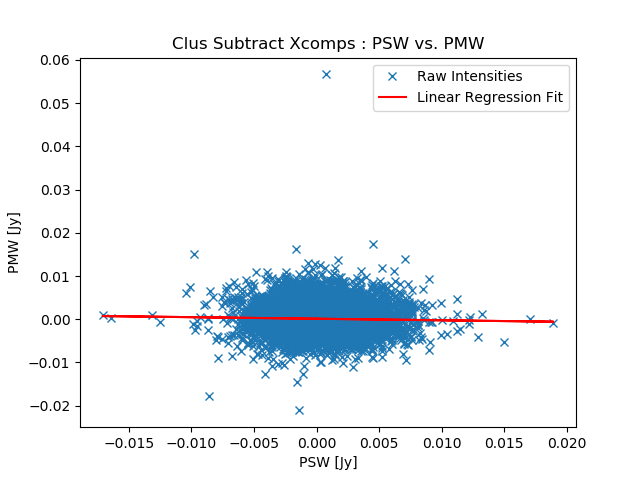 Clus Subtract Xcomps : PSW vs. PMW
Raw Intensities
Linear Regression Fit
PMW [Jy]
0.06
0.05
0.04
0.03
0.02
0.01
0.00
−0.01
−0.02
−0.015 −0.010 −0.005 0.000 0.005 0.010 0.015 0.020
PSW [Jy]